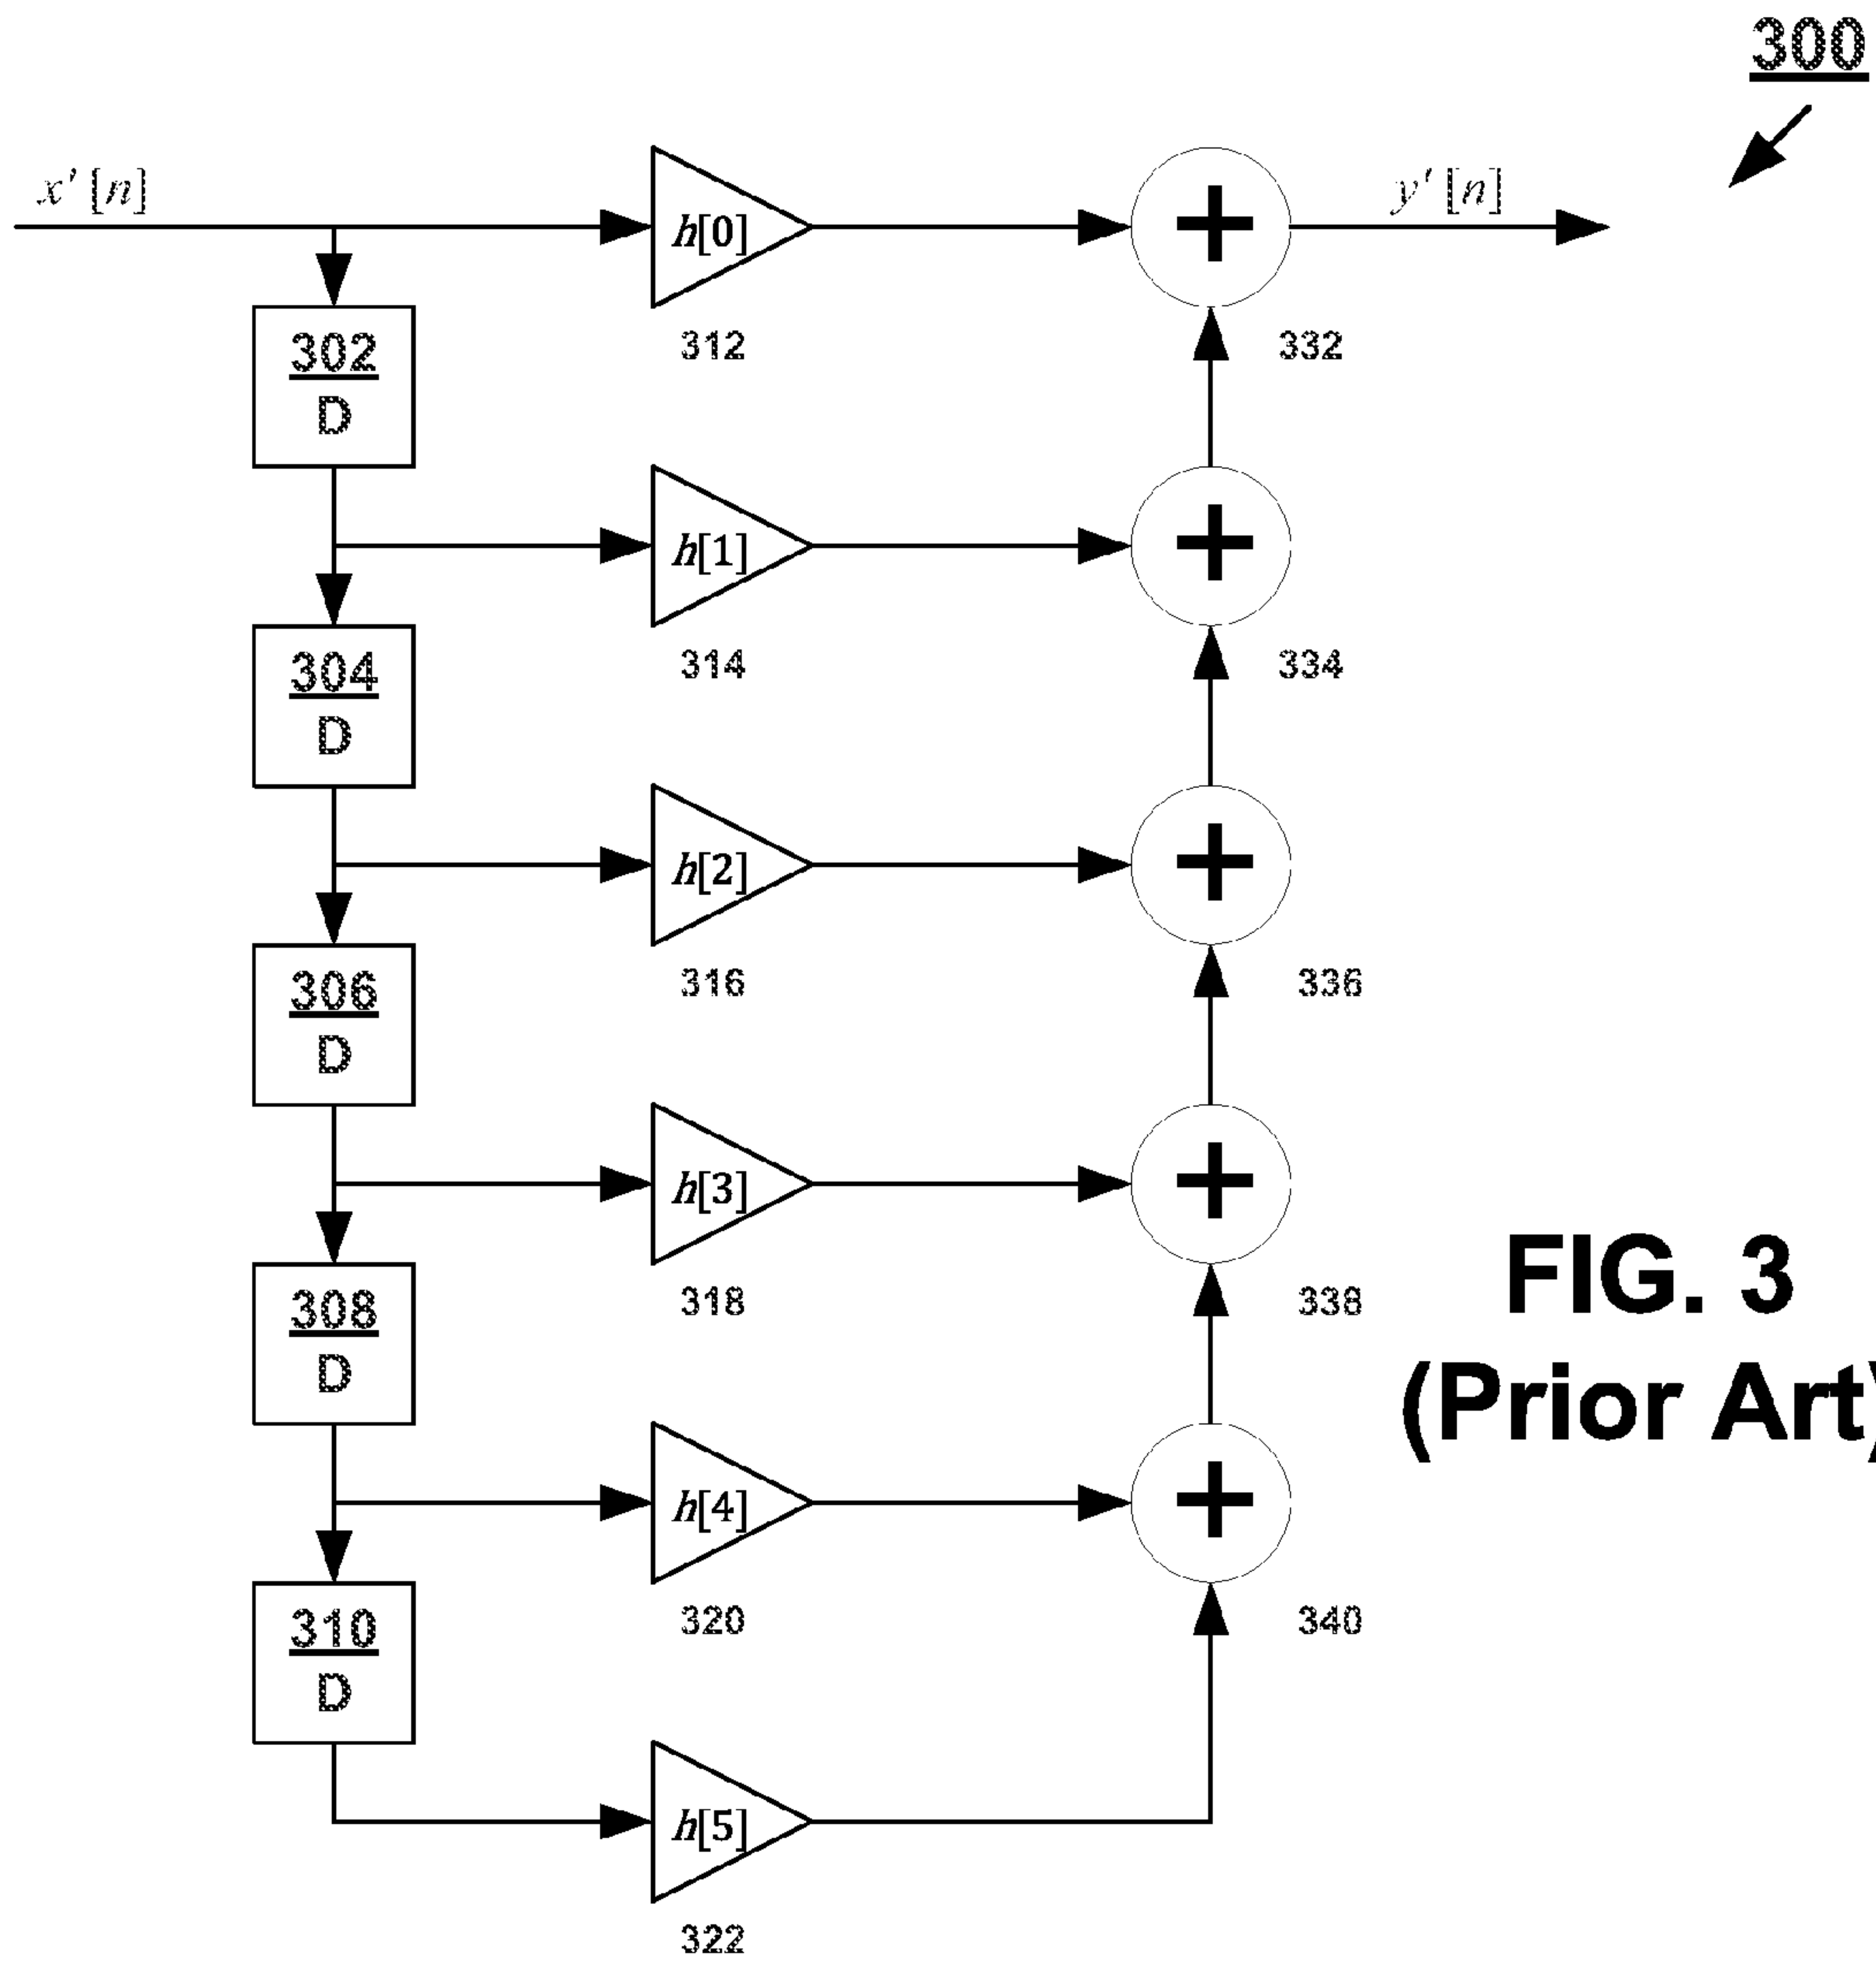 300
x' [n]
y' [n]
h[0]
312
332
302
D
h[1]
314
334
304
D
h[2]
316
336
306
D
h[3]
318
338
308
D
FIG. 3
(Prior Art)
h[4]
320
340
310
D
h[5]
322